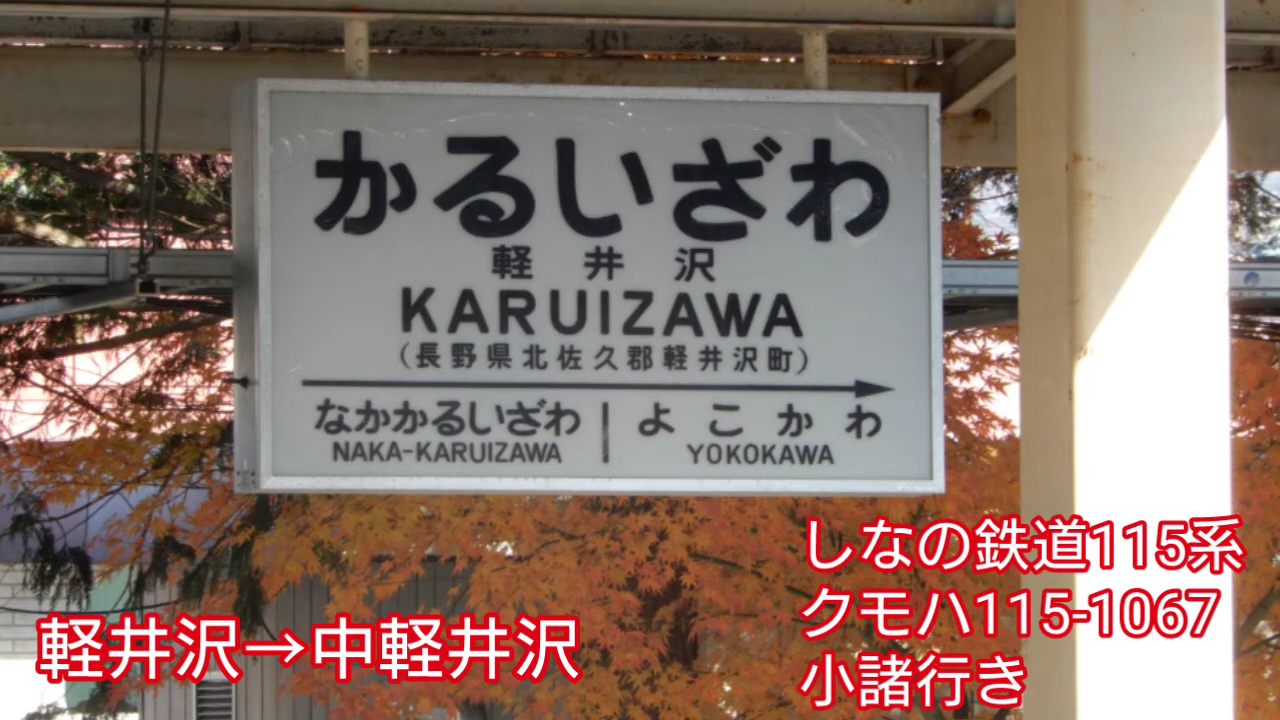 かるいざわ
軽井沢
KARUIZAWA
(長野県北佐久郡軽井沢町)
なかかるいざわ よこかわ
NAKA-KARUIZAWA YOKOKAWA
しなの鉄道115系
クモハ115-1067
小諸行き
軽井沢→中軽井沢